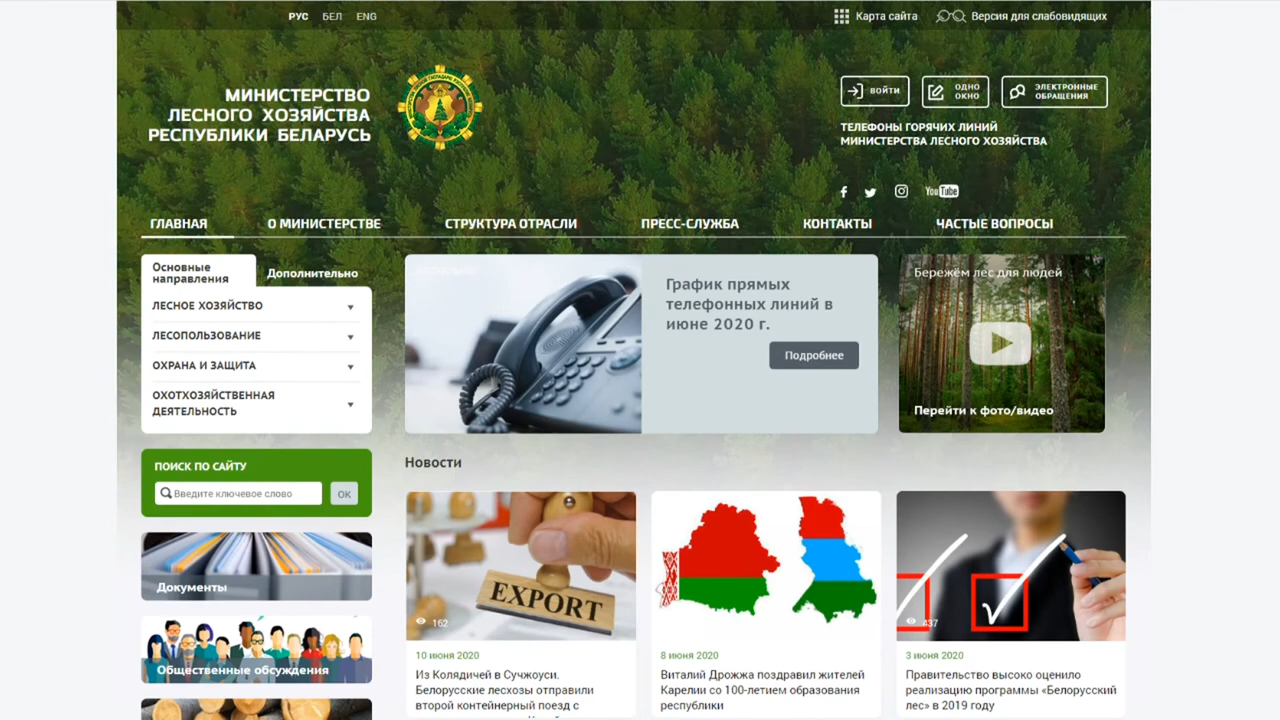 РУС БЕЛ ENG
Карта сайта
Версия для слабовидящих
МИНИСТЕРСТВО
ЛЕСНОГО ХОЗЯЙСТВА
РЕСПУБЛИКИ БЕЛАРУСЬ
ВОЙТИ
ОДНО
ОКНО
ЭЛЕКТРОННЫЕ
ОБРАЩЕНИЯ
ТЕЛЕФОНЫ ГОРЯЧИХ ЛИНИЙ
МИНИСТЕРСТВА ЛЕСНОГО ХОЗЯЙСТВА
YouTube
ГЛАВНАЯ
О МИНИСТЕРСТВЕ
СТРУКТУРА ОТРАСЛИ
ПРЕСС-СЛУЖБА
КОНТАКТЫ
ЧАСТЫЕ ВОПРОСЫ
Основные
направления
Дополнительно
ЛЕСНОЕ ХОЗЯЙСТВО
ЛЕСОПОЛЬЗОВАНИЕ
ОХРАНА И ЗАЩИТА
ОХОТХОЗЯЙСТВЕННАЯ
ДЕЯТЕЛЬНОСТЬ
График прямых
телефонных линий в
июне 2020 г.
Подробнее
Бережём лес для людей
Перейти к фото/видео
ПОИСК ПО САЙТУ
Введите ключевое слово
ОК
Документы
Общественные обсуждения
Новости
EXPORT
162
10 июня 2020
Из Колядичей в Сучжоуси.
Белорусские лесхозы отправили
второй контейнерный поезд с
8 июня 2020
Виталий Дрожжа поздравил жителей
Карелии со 100-летием образования
республики
437
3 июня 2020
Правительство высоко оценило
реализацию программы «Белорусский
лес» в 2019 году